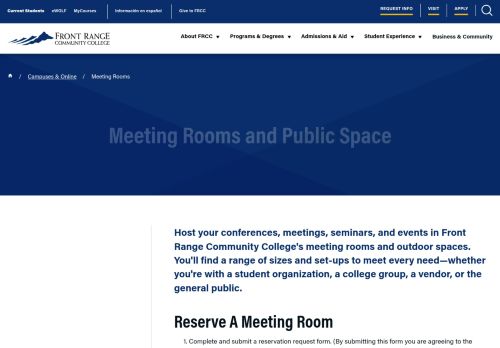 Current Students eWOLF MyCourses Información en español Give to FRCC REQUEST INFO VISIT APPLY
FRONT RANGE
COMMUNITY COLLEGE
About FRCC Programs & Degrees Admissions & Aid Student Experience Business & Community
/ Campuses & Online / Meeting Rooms
Meeting Rooms and Public Space
Host your conferences, meetings, seminars, and events in Front
Range Community College's meeting rooms and outdoor spaces.
You'll find a range of sizes and set-ups to meet every need—whether
you're with a student organization, a college group, a vendor, or the
general public.
Reserve A Meeting Room
1. Complete and submit a reservation request form. (By submitting this form you are agreeing to the